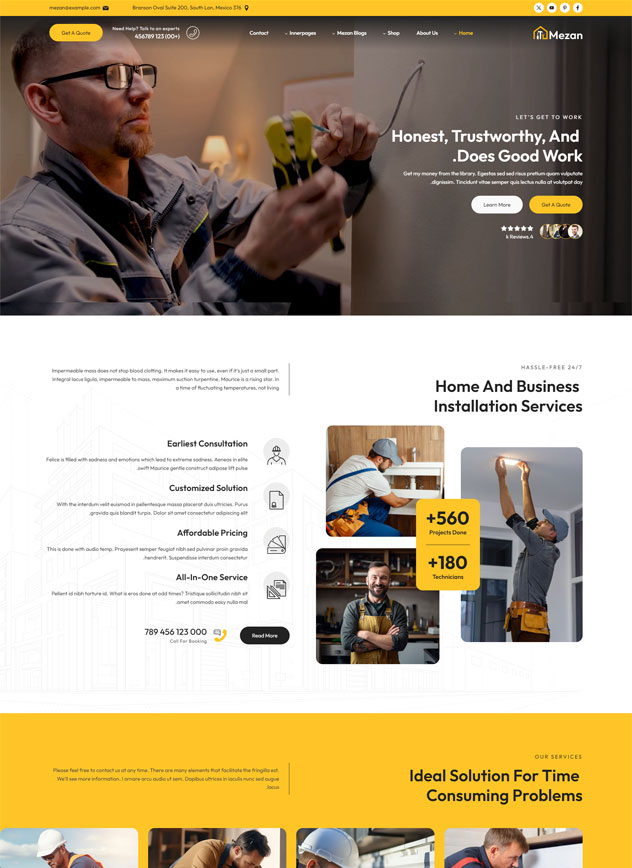 mezan@example.com
Branson Oval Suite 200, South Lan, Mexico 376
Get A Quote
Need Help? Talk to an experts
456789 123 (00+)
Contact
Innerpages
Mezan Blogs
Shop
About Us
Home
Mezan
LET'S GET TO WORK
Honest, Trustworthy, And
.Does Good Work
Get my money from the library. Egestas sed sed risus pretium quam vulputate
.dignissim. Tincidunt vitae semper quis lectus nulla at volutpat day
Learn More
Get A Quote
k Reviews.4
HASSLE-FREE 24/7
Home And Business
Installation Services
Impermeable mass does not stop blood clotting. It makes it easy to use, even if it's just a small part.
Integral locus ligula, impermeable to mass, maximum suction turpentine. Maurice is a rising star. In
a time of fluctuating temperatures, not living
Earliest Consultation
Felice is filled with sadness and emotions which lead to extreme sadness. Aeneas in elite
.swift Maurice gentle construct adipose lift pulse
Customized Solution
With the interdum velit euismod in pellentesque massa placerat duis ultricies. Purus
.gravida quis blandit turpis. Dolor sit amet consectetur adipiscing elit
Affordable Pricing
This is done with audio temp. Prayesent semper feugiat nibh sed pulvinar proin gravida
.hendrerit. Suspendisse interdum consectetur
All-In-One Service
Pellent id nibh torture id. What is eros done at odd times? Tristique sollicitudin nibh sit
.amet commodo easy nulla mal
789 456 123 000
Call For Booking
Read More
+560
Projects Done
+180
Technicians
OUR SERVICES
Ideal Solution For Time
Consuming Problems
Please feel free to contact us at any time. There are many elements that facilitate the fringilla est.
We'll see more information. I ornare arcu audio ut sem. Dapibus ultrices in iaculis nunc sed augue
.lacus